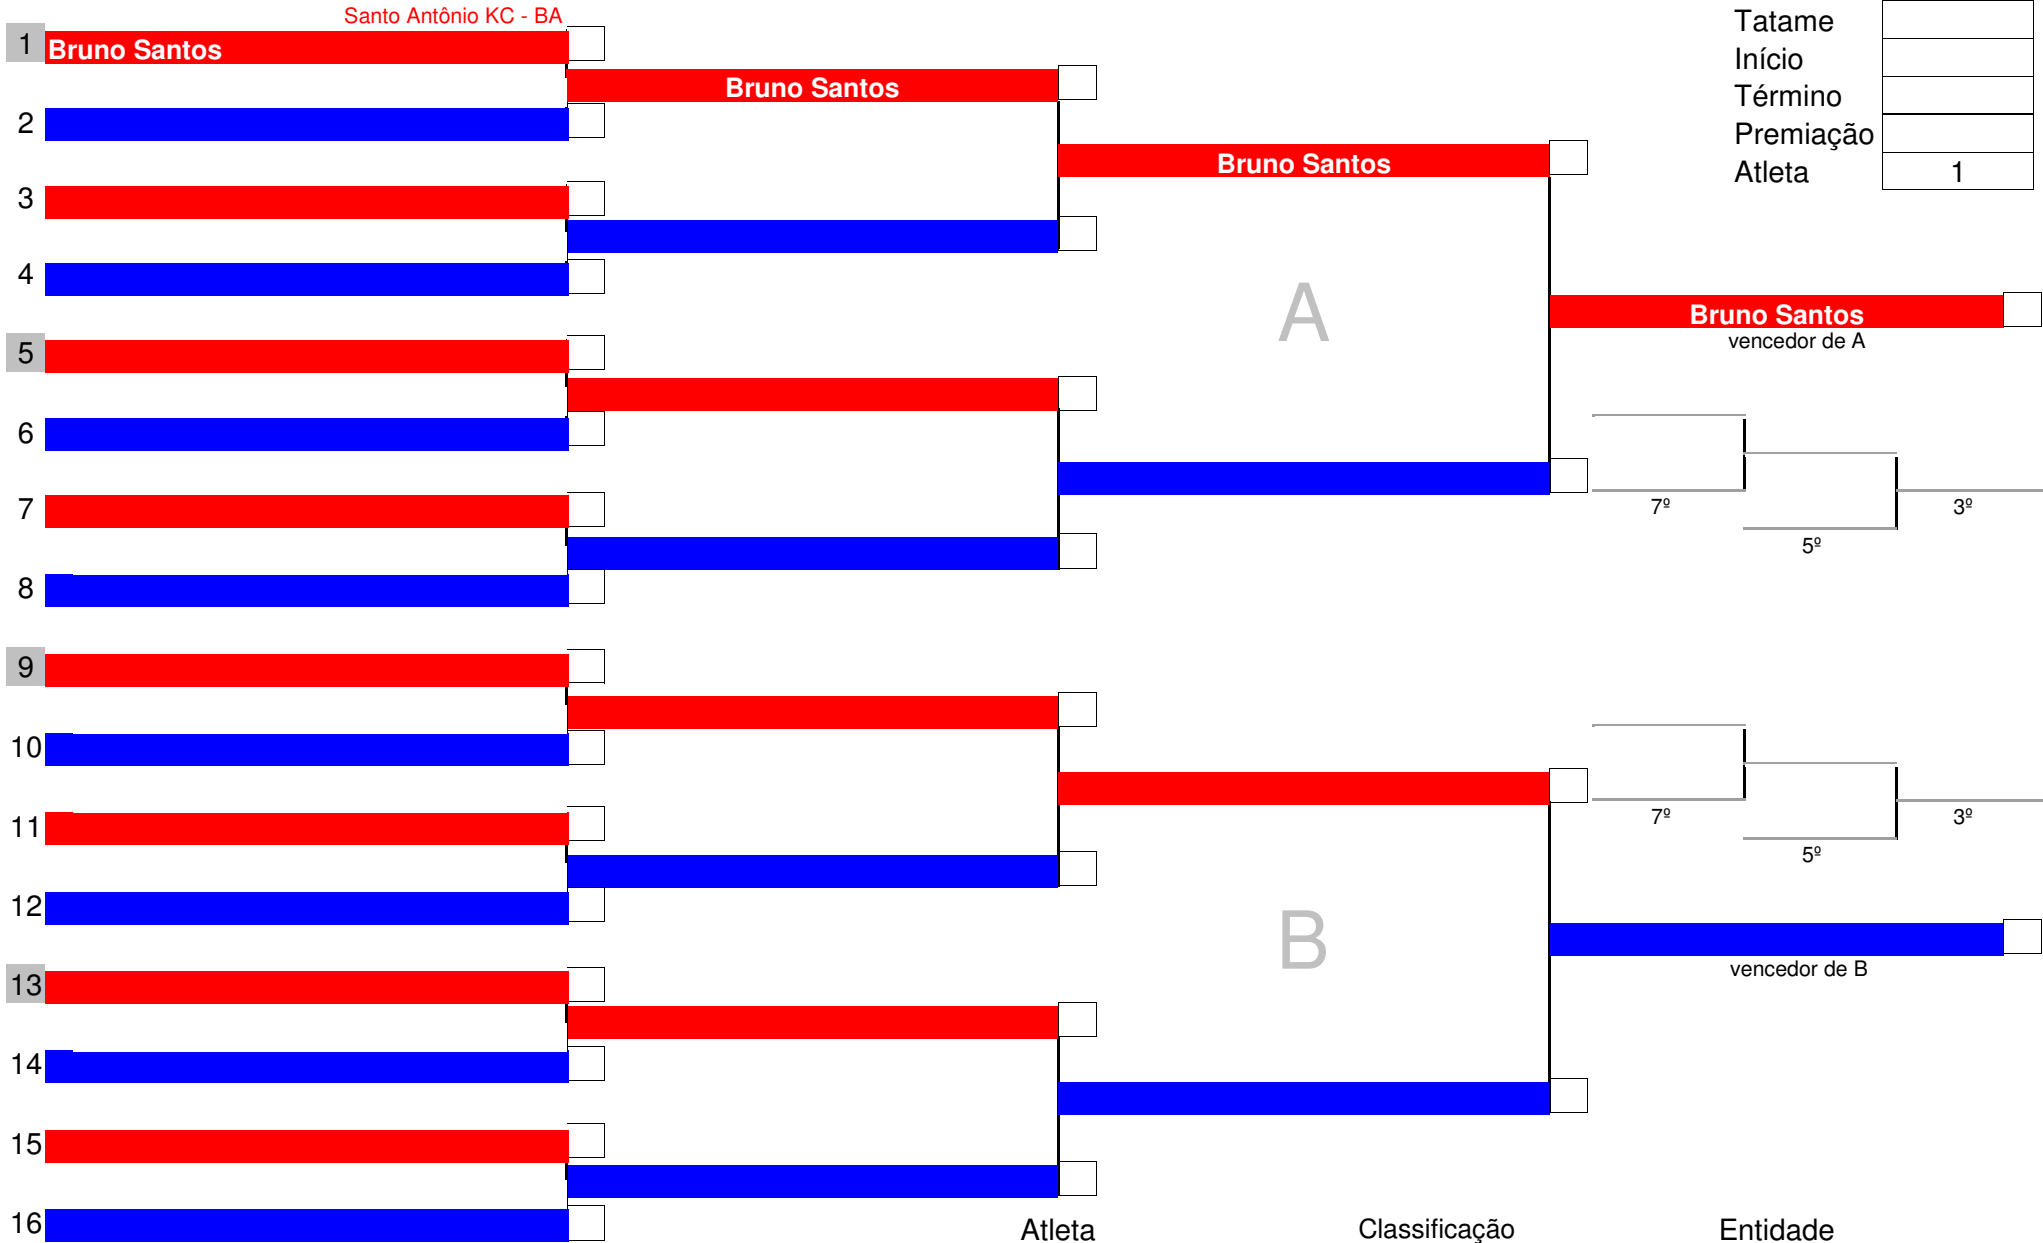 Santo Antônio KC - BA
1 Bruno Santos
Bruno Santos
2
Bruno Santos
3
4
A
Bruno Santos
vencedor de A
5
6
7
8
7º
5º
3º
9
10
11
12
7º
5º
3º
B
vencedor de B
13
14
15
16
Tatame
Início
Término
Premiação
Atleta 1
Atleta Classificação Entidade